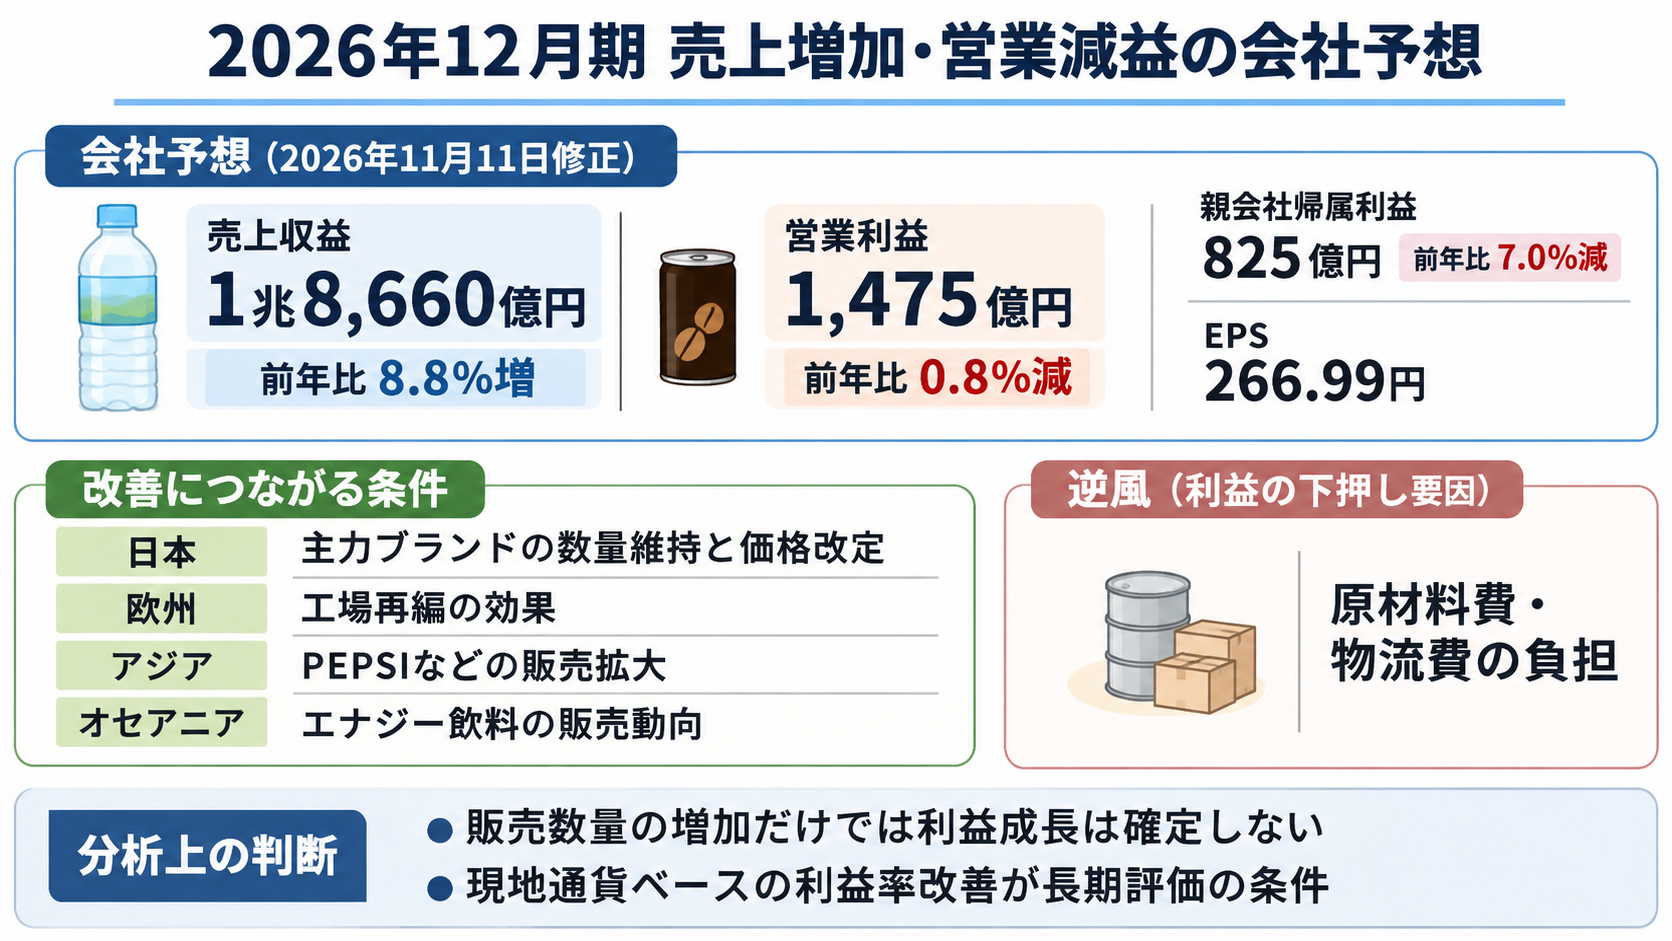 2026年12月期 売上増加・営業減益の会社予想
会社予想（2026年11月11日修正）
売上収益
1兆8,660億円
前年比 8.8%増
営業利益
1,475億円
前年比 0.8%減
親会社帰属利益
825億円 前年比 7.0%減
EPS
266.99円
改善につながる条件
日本 主力ブランドの数量維持と価格改定
欧州 工場再編の効果
アジア PEPSIなどの販売拡大
オセアニア エナジー飲料の販売動向
逆風（利益の下押し要因）
原材料費・
物流費の負担
分析上の判断
● 販売数量の増加だけでは利益成長は確定しない
● 現地通貨ベースの利益率改善が長期評価の条件